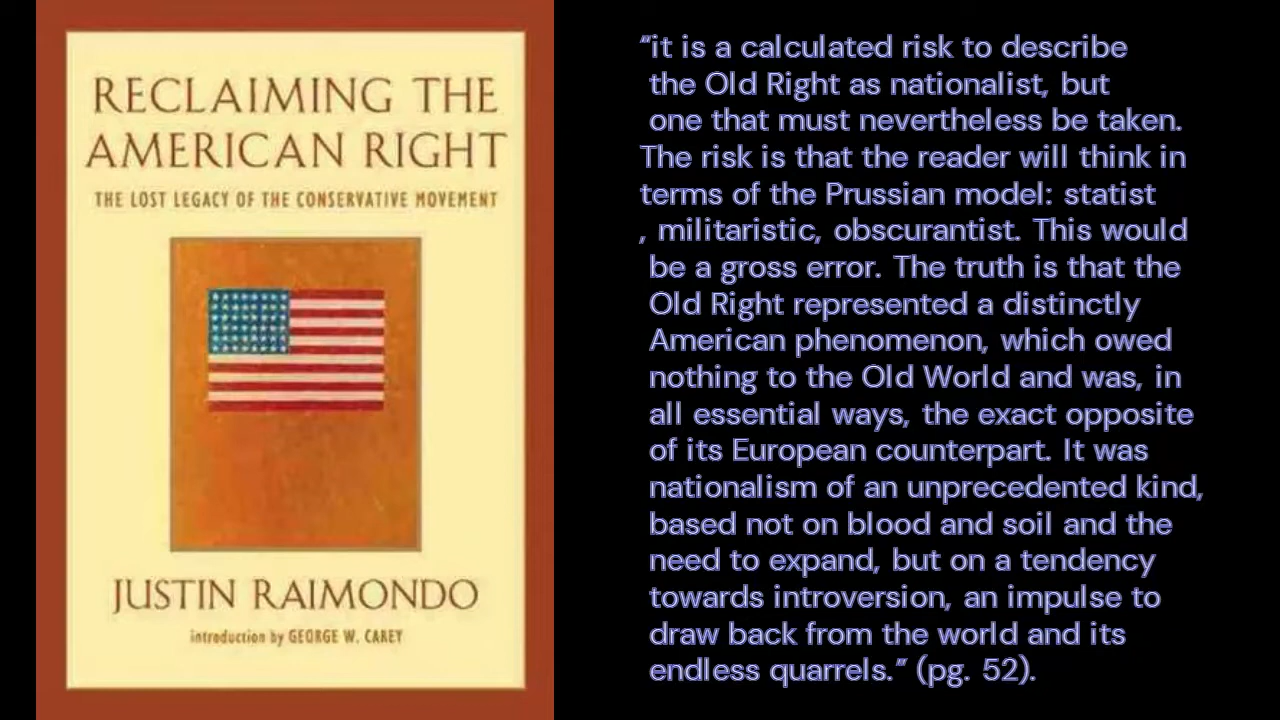 RECLAIMING THE
AMERICAN RIGHT
THE LOST LEGACY OF THE CONSERVATIVE MOVEMENT
JUSTIN RAIMONDO
introduction by GEORGE W. CAREY
“it is a calculated risk to describe
the Old Right as nationalist, but
one that must nevertheless be taken.
The risk is that the reader will think in
terms of the Prussian model: statist
, militaristic, obscurantist. This would
be a gross error. The truth is that the
Old Right represented a distinctly
American phenomenon, which owed
nothing to the Old World and was, in
all essential ways, the exact opposite
of its European counterpart. It was
nationalism of an unprecedented kind,
based not on blood and soil and the
need to expand, but on a tendency
towards introversion, an impulse to
draw back from the world and its
endless quarrels.” (pg. 52).